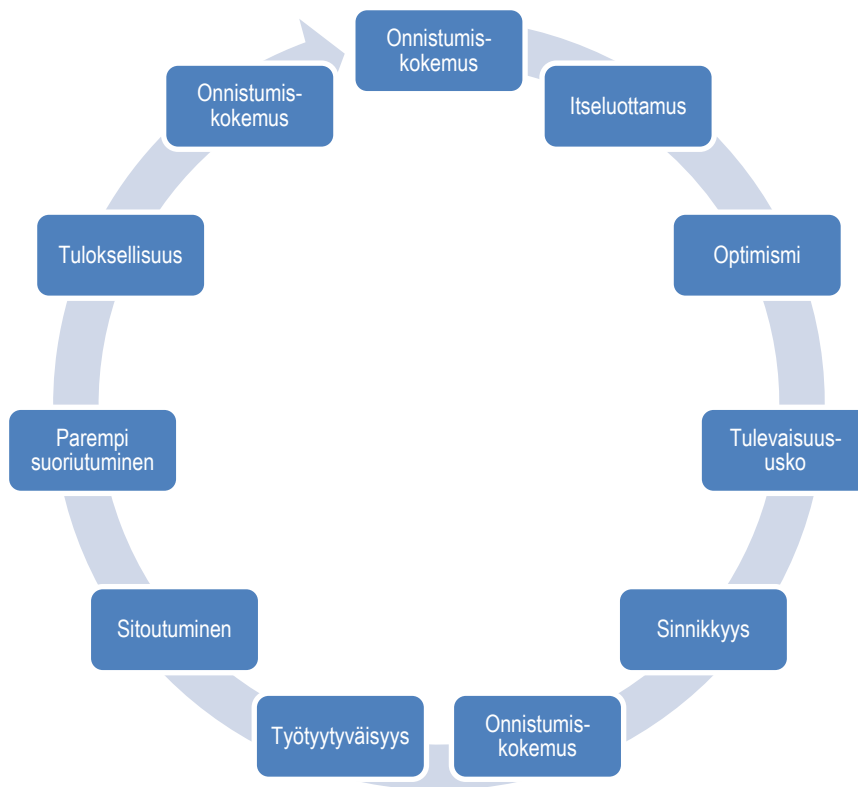 Onnistumis-
kokemus
Itseluottamus
Optimismi
Tulevaisuus-
usko
Sinnikkyys
Onnistumis-
kokemus
Työtyytyväisyys
Sitoutuminen
Parempi
suoriutuminen
Tuloksellisuus
Onnistumis-
kokemus